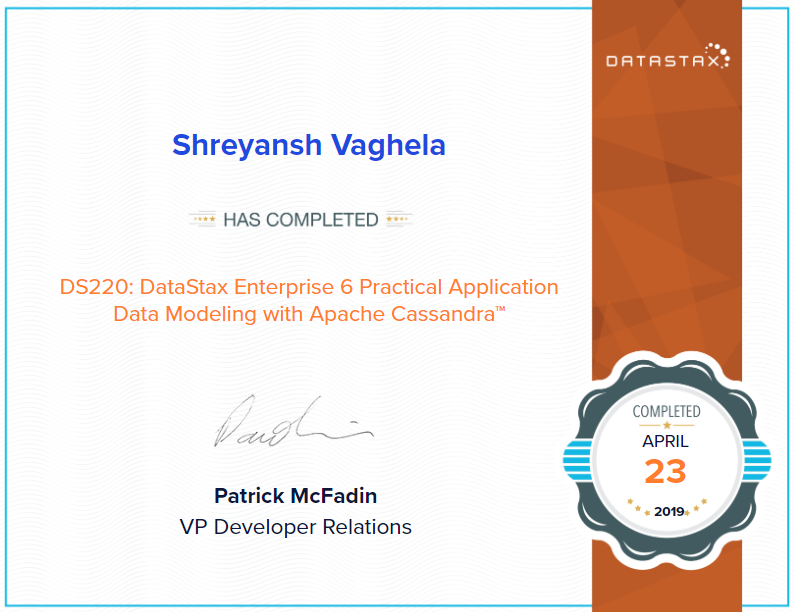 DATASTAX
Shreyansh Vaghela
HAS COMPLETED
DS220: DataStax Enterprise 6 Practical Application
Data Modeling with Apache Cassandra™
Patrick McFadin
VP Developer Relations
COMPLETED
APRIL
23
2019